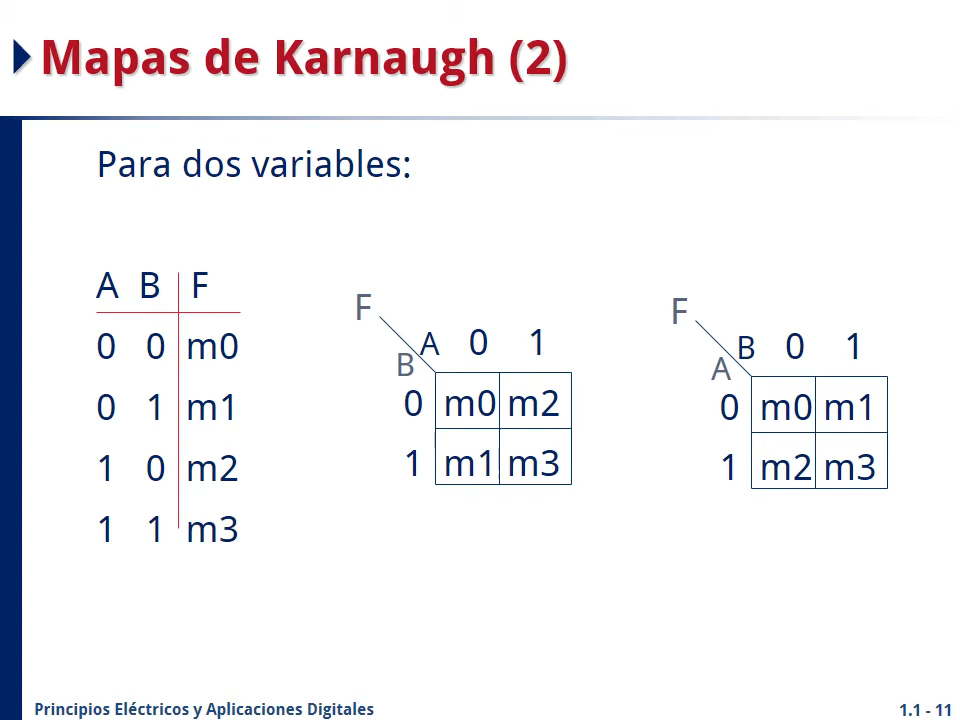 Mapas de Karnaugh (2)
Para dos variables:
A B F
0 0 m0
0 1 m1
1 0 m2
1 1 m3
F
A 0 1
B
0 m0 m2
1 m1 m3
F
B 0 1
A
0 m0 m1
1 m2 m3
Principios Eléctricos y Aplicaciones Digitales
1.1 - 11